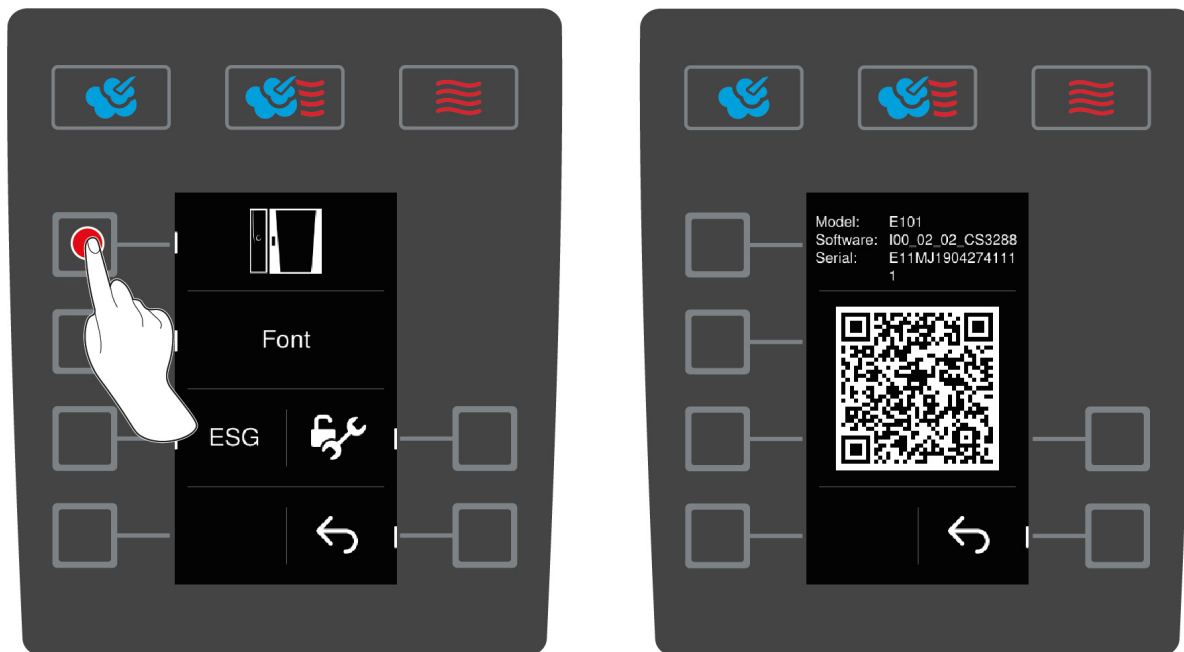 Font
ESG
Model: E101
Software: I00_02_02_CS3288
Serial: E11MJ1904274111
1